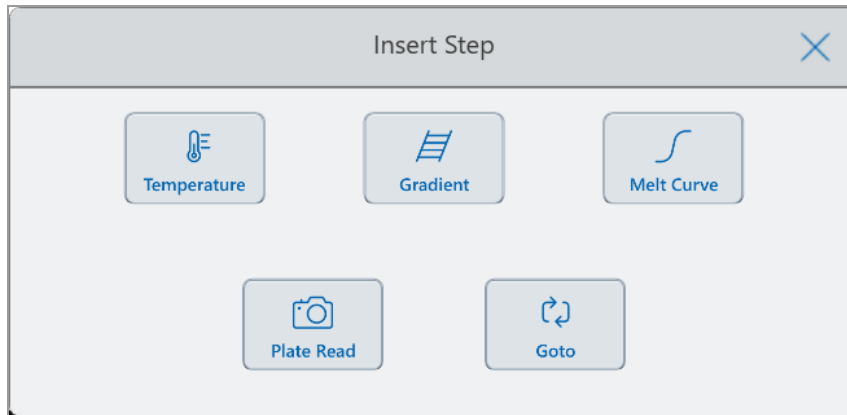 Insert Step
Temperature
Gradient
Melt Curve
Plate Read
Goto